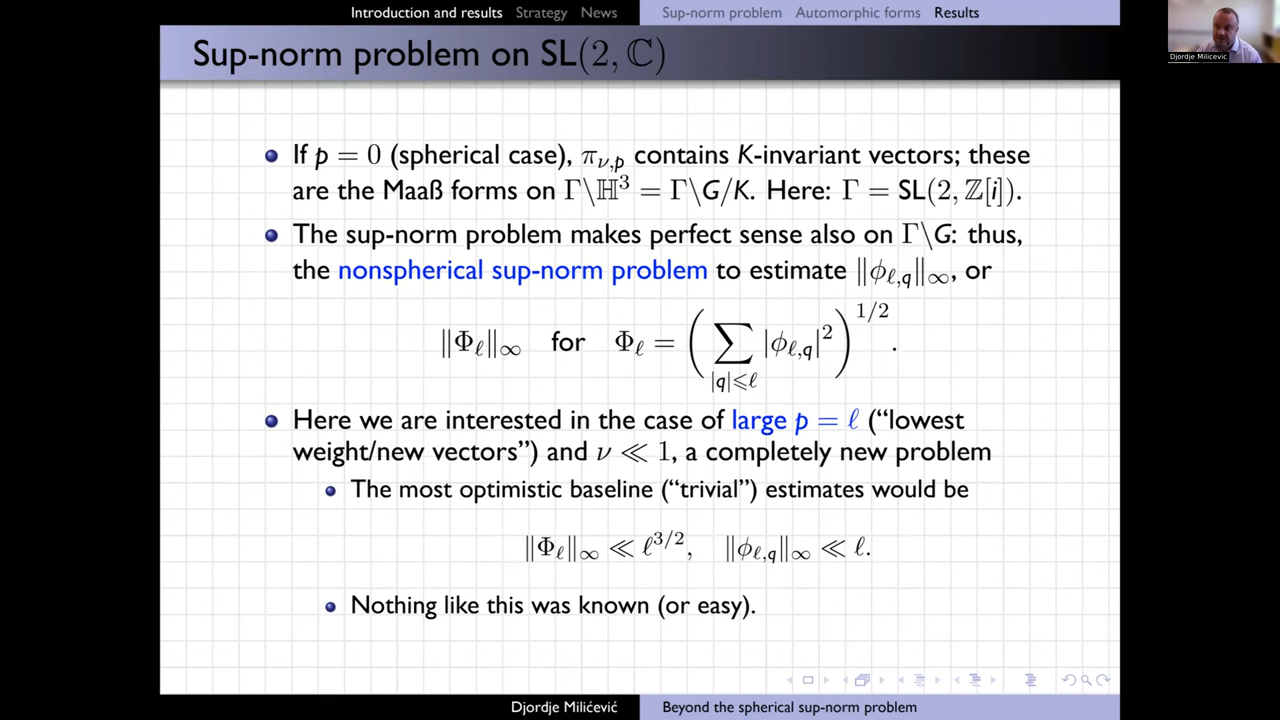 Introduction and results Strategy News
Sup-norm problem Automorphic forms Results
Djordje Milicevic
Sup-norm problem on SL(2, ℂ)
If p = 0 (spherical case), π_{ν,p} contains K-invariant vectors; these
are the Maaß forms on Γ\ℍ³ = Γ\G/K. Here: Γ = SL(2, ℤ[i]).
The sup-norm problem makes perfect sense also on Γ\G: thus,
the nonspherical sup-norm problem to estimate ‖ϕ_{ℓ,q}‖_∞, or
‖Φ_ℓ‖_∞ for Φ_ℓ = (∑_{|q|⩽ℓ} |ϕ_{ℓ,q}|²)^{1/2}.
Here we are interested in the case of large p = ℓ (“lowest
weight/new vectors”) and ν ≪ 1, a completely new problem
The most optimistic baseline (“trivial”) estimates would be
‖Φ_ℓ‖_∞ ≪ ℓ^{3/2}, ‖ϕ_{ℓ,q}‖_∞ ≪ ℓ.
Nothing like this was known (or easy).
Djordje Milićević
Beyond the spherical sup-norm problem